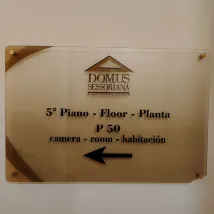 DOMUS
SESSORIANA
5° Piano - Floor - Planta
P 50
camera - room - habitación